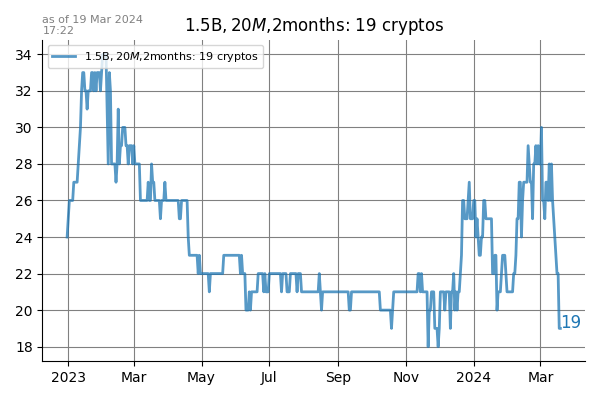 as of 19 Mar 2024
17:22
1.5B, 20M,2months: 19 cryptos
1.5B, 20M,2months: 19 cryptos
34
32
30
28
26
24
22
20
18
19
2023
Mar
May
Jul
Sep
Nov
2024
Mar